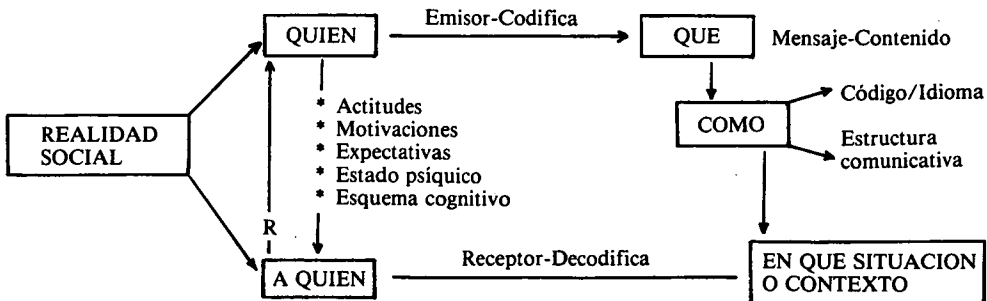 Emisor-Codifica
QUIEN
QUE
Mensaje-Contenido
* Actitudes
* Motivaciones
* Expectativas
* Estado psíquico
* Esquema cognitivo
Código/Idioma
COMO
Estructura
comunicativa
REALIDAD
SOCIAL
R
A QUIEN
Receptor-Decodifica
EN QUE SITUACION
O CONTEXTO